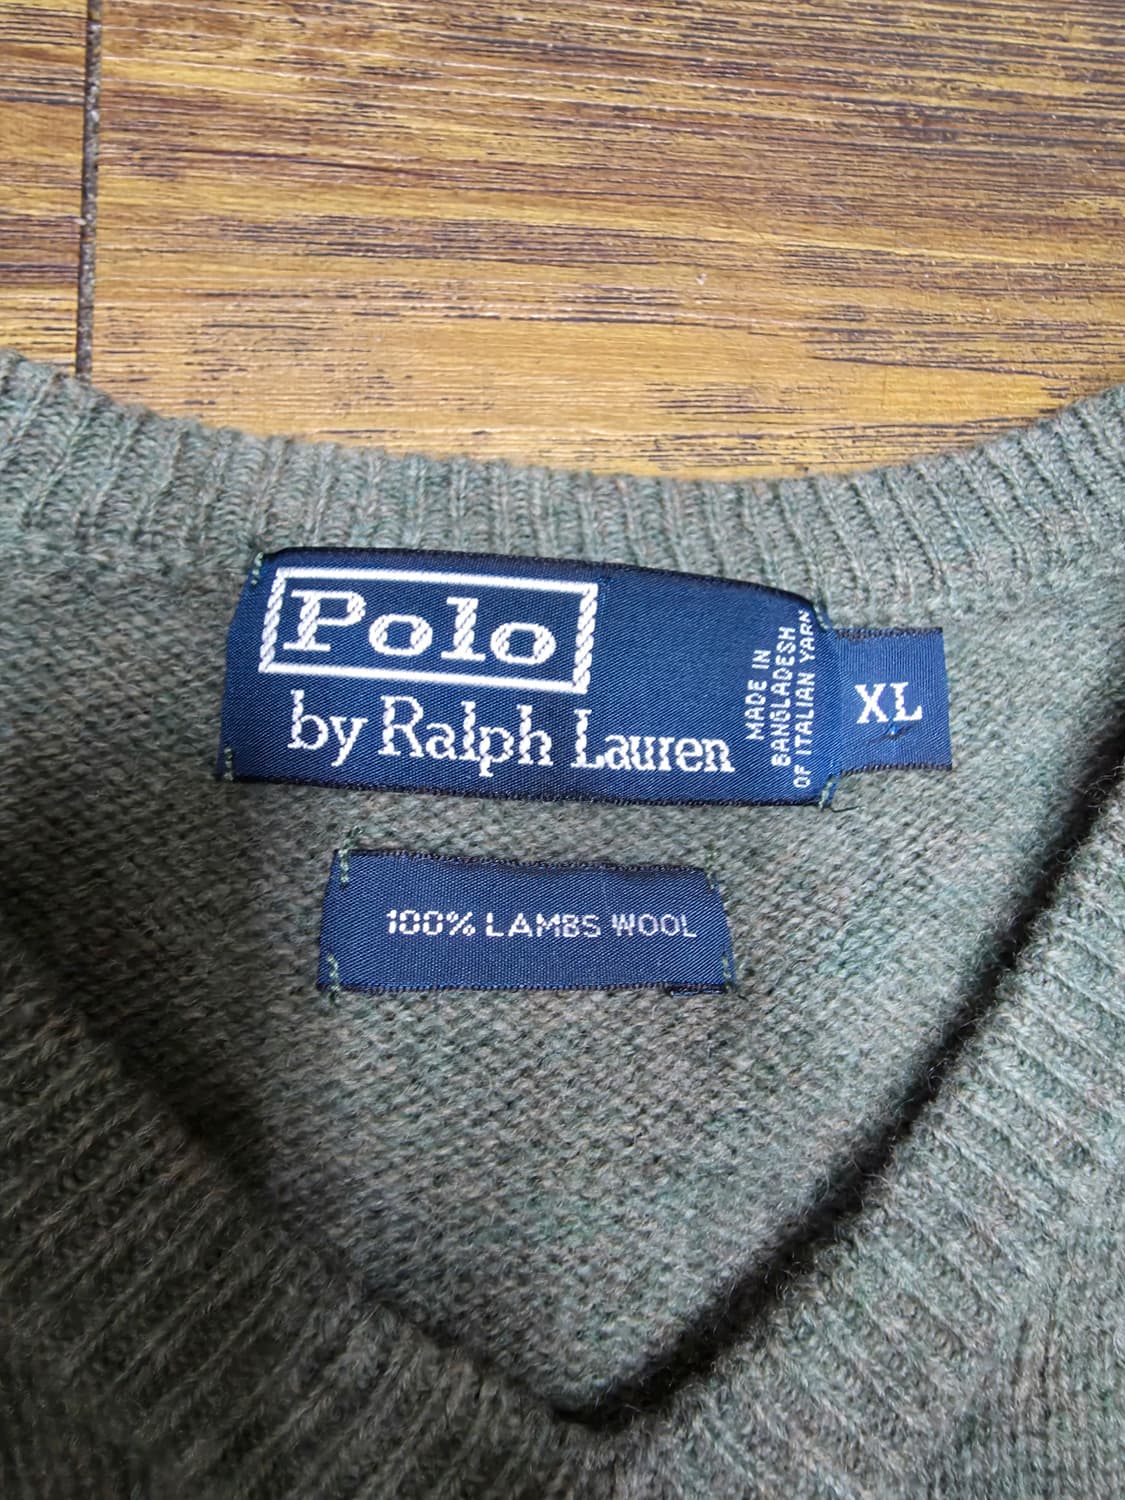 Polo
by Ralph Lauren
MADE IN
BANGLADESH
OF ITALIAN YARN
XL
100% LAMBS WOOL